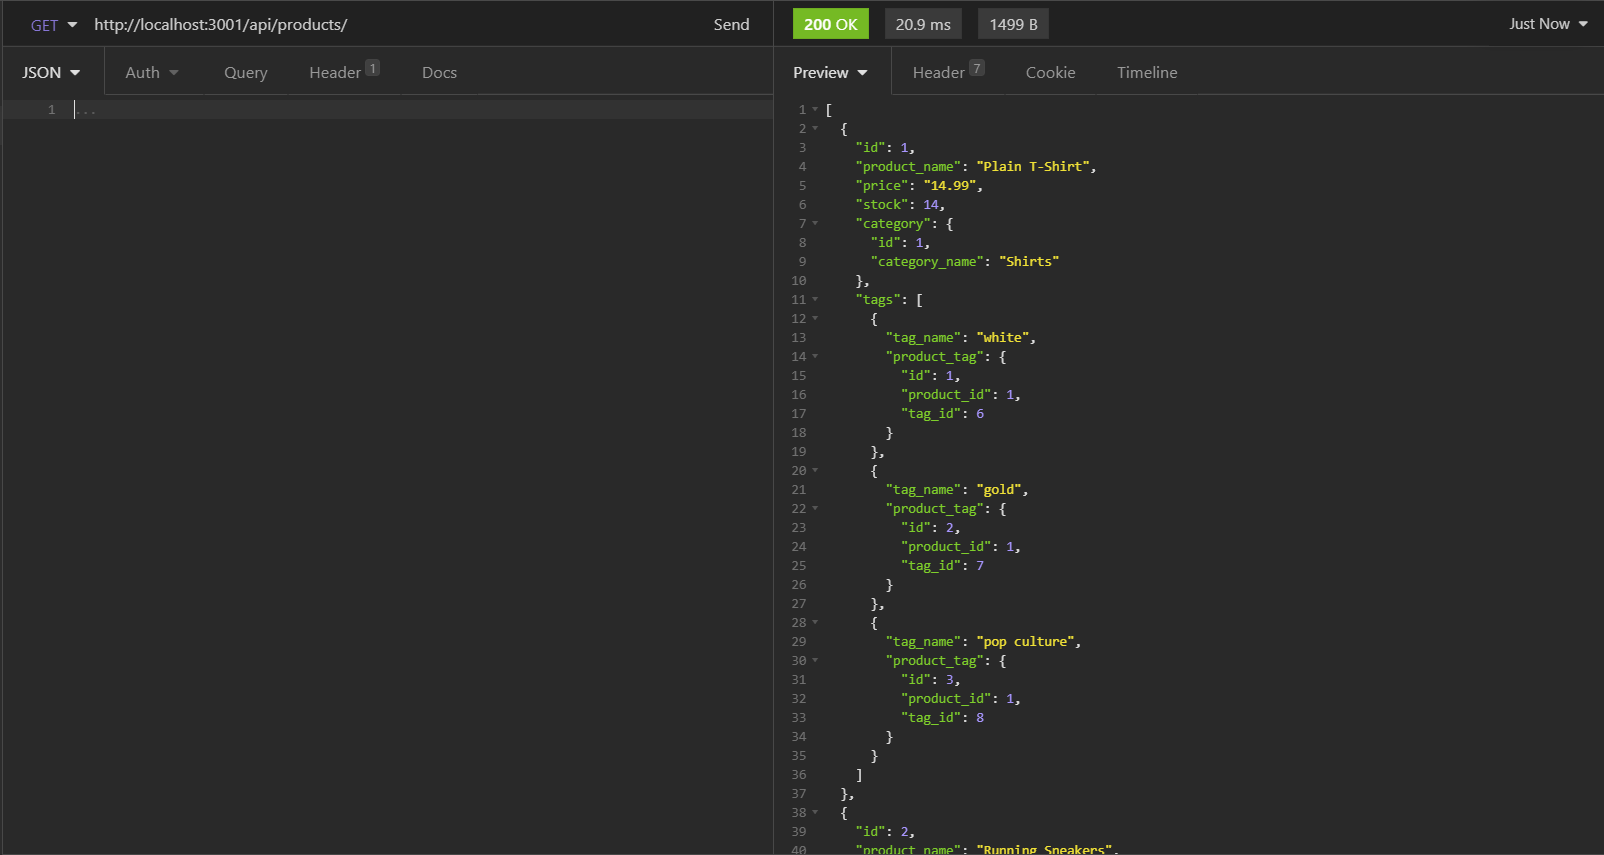 GET http://localhost:3001/api/products/ Send
200 OK 20.9 ms 1499 B Just Now
JSON Auth Query Header 1 Docs
Preview Header 7 Cookie Timeline
1 ...
1 [
2 {
3 "id": 1,
4 "product_name": "Plain T-Shirt",
5 "price": "14.99",
6 "stock": 14,
7 "category": {
8 "id": 1,
9 "category_name": "Shirts"
10 },
11 "tags": [
12 {
13 "tag_name": "white",
14 "product_tag": {
15 "id": 1,
16 "product_id": 1,
17 "tag_id": 6
18 }
19 },
20 {
21 "tag_name": "gold",
22 "product_tag": {
23 "id": 2,
24 "product_id": 1,
25 "tag_id": 7
26 }
27 },
28 {
29 "tag_name": "pop culture",
30 "product_tag": {
31 "id": 3,
32 "product_id": 1,
33 "tag_id": 8
34 }
35 }
36 ]
37 },
38 {
39 "id": 2,
40 "product_name": "Running Sneakers",